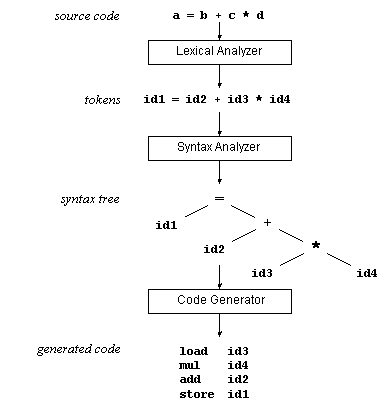 source code a = b + c * d
Lexical Analyzer
tokens id1 = id2 + id3 * id4
Syntax Analyzer
syntax tree =
id1 +
id2 *
id3 id4
Code Generator
generated code load id3
mul id4
add id2
store id1